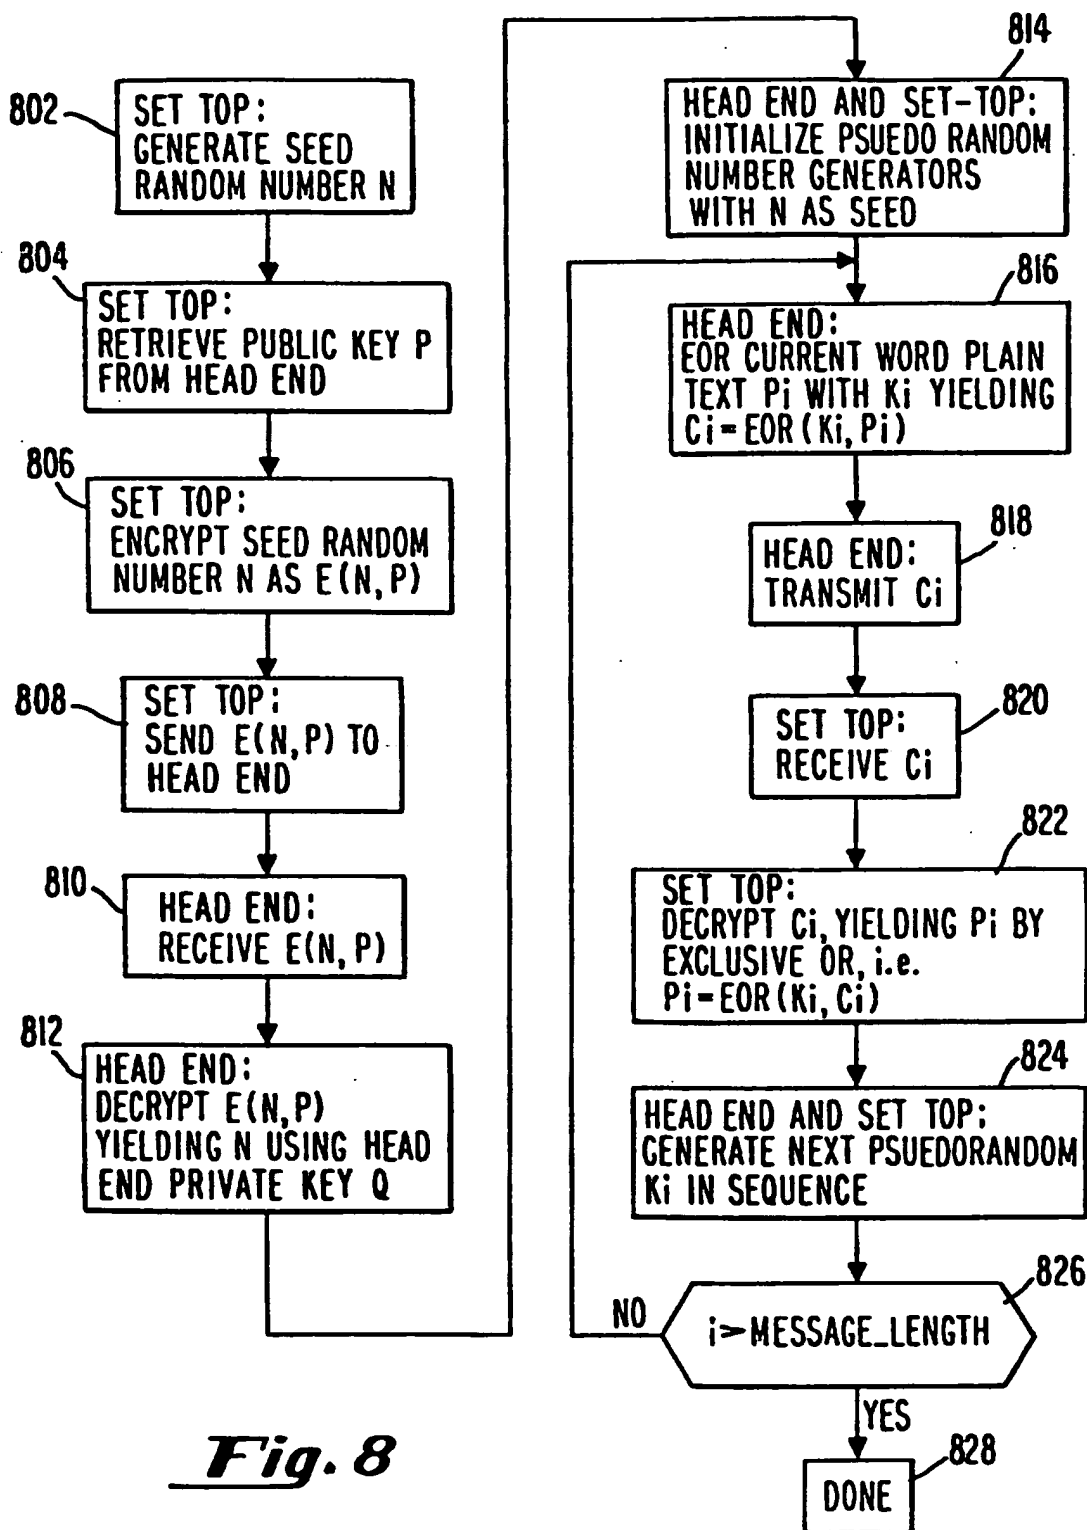 802
SET TOP:
GENERATE SEED
RANDOM NUMBER N
804
SET TOP:
RETRIEVE PUBLIC KEY P
FROM HEAD END
806
SET TOP:
ENCRYPT SEED RANDOM
NUMBER N AS E(N,P)
808
SET TOP:
SEND E(N,P) TO
HEAD END
810
HEAD END:
RECEIVE E(N,P)
812
HEAD END:
DECRYPT E(N,P)
YIELDING N USING HEAD
END PRIVATE KEY Q
814
HEAD END AND SET-TOP:
INITIALIZE PSUEDO RANDOM
NUMBER GENERATORS
WITH N AS SEED
816
HEAD END:
EOR CURRENT WORD PLAIN
TEXT Pi WITH Ki YIELDING
Ci=EOR(Ki,Pi)
818
HEAD END:
TRANSMIT Ci
820
SET TOP:
RECEIVE Ci
822
SET TOP:
DECRYPT Ci, YIELDING Pi BY
EXCLUSIVE OR, i.e.
Pi=EOR(Ki,Ci)
824
HEAD END AND SET TOP:
GENERATE NEXT PSUEDORANDOM
Ki IN SEQUENCE
826
i>MESSAGE_LENGTH
NO
YES
828
DONE
Fig. 8